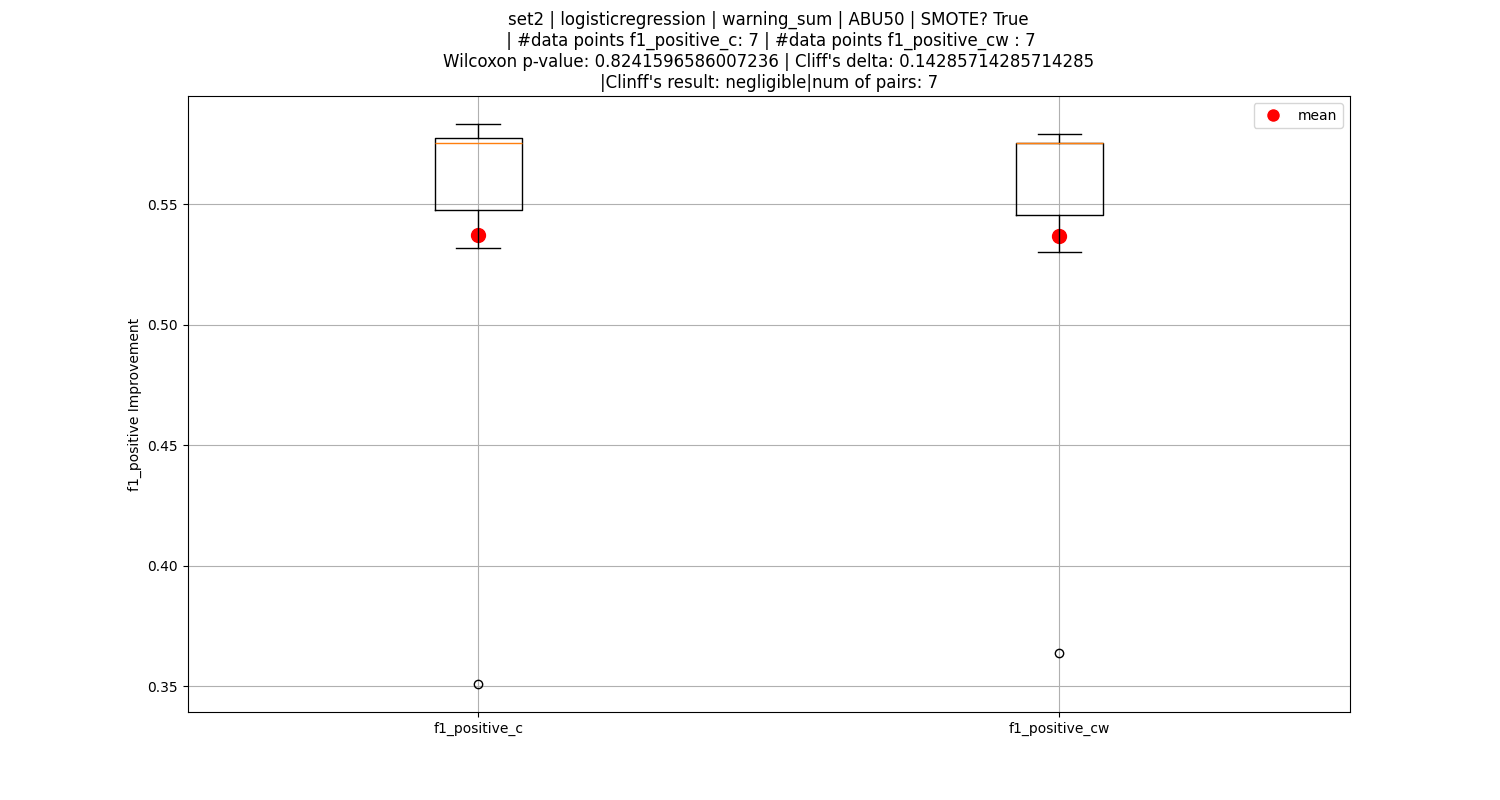 set2 | logisticregression | warning_sum | ABU50 | SMOTE? True
| #data points f1_positive_c: 7 | #data points f1_positive_cw : 7
Wilcoxon p-value: 0.8241596586007236 | Cliff's delta: 0.14285714285714285
|Clinff's result: negligible|num of pairs: 7
mean
f1_positive Improvement
0.55
0.50
0.45
0.40
0.35
f1_positive_c
f1_positive_cw